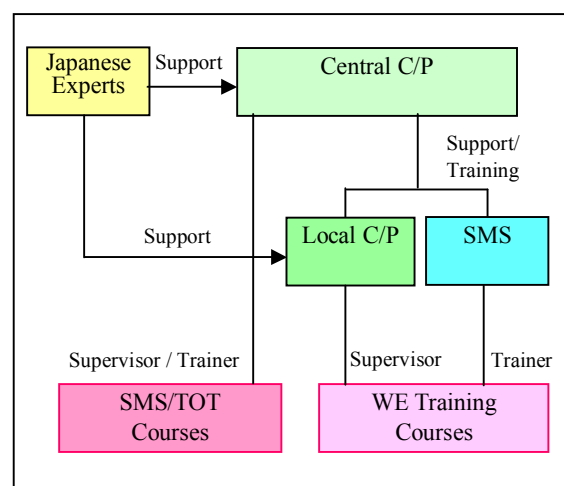 Japanese
Experts
Support
Central C/P
Support/
Training
Support
Local C/P
SMS
Supervisor / Trainer
Supervisor
Trainer
SMS/TOT
Courses
WE Training
Courses